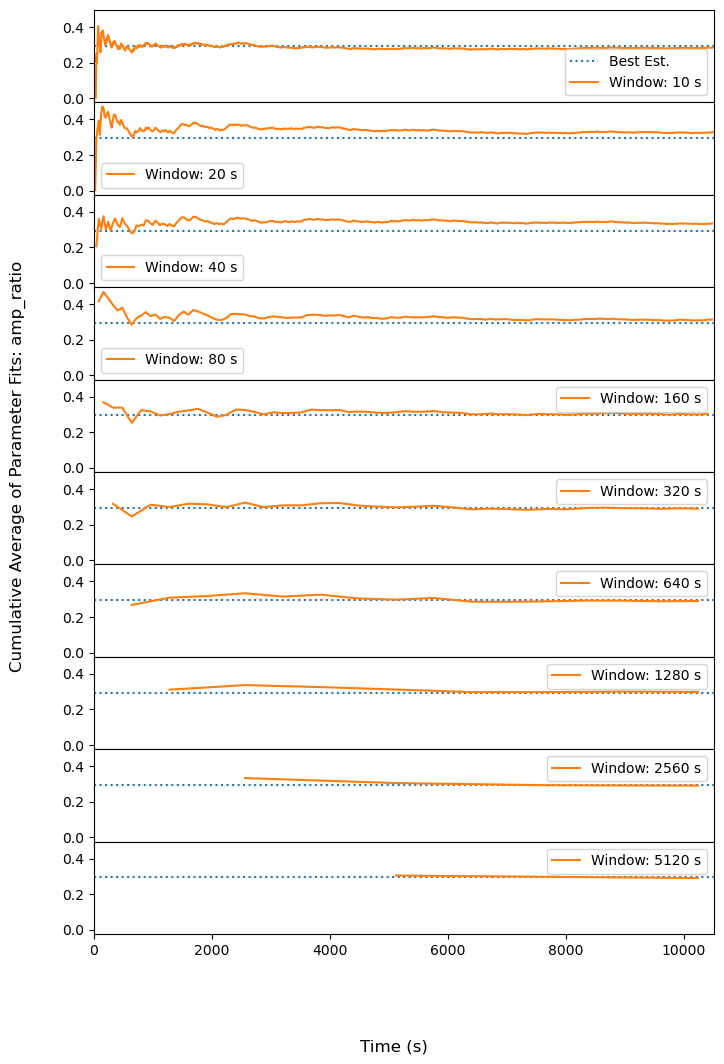 Cumulative Average of Parameter Fits: amp_ratio
0.4
0.2
0.0
Best Est.
Window: 10 s
0.4
0.2
0.0
Window: 20 s
0.4
0.2
0.0
Window: 40 s
0.4
0.2
0.0
Window: 80 s
0.4
0.2
0.0
Window: 160 s
0.4
0.2
0.0
Window: 320 s
0.4
0.2
0.0
Window: 640 s
0.4
0.2
0.0
Window: 1280 s
0.4
0.2
0.0
Window: 2560 s
0.4
0.2
0.0
Window: 5120 s
0 2000 4000 6000 8000 10000
Time (s)